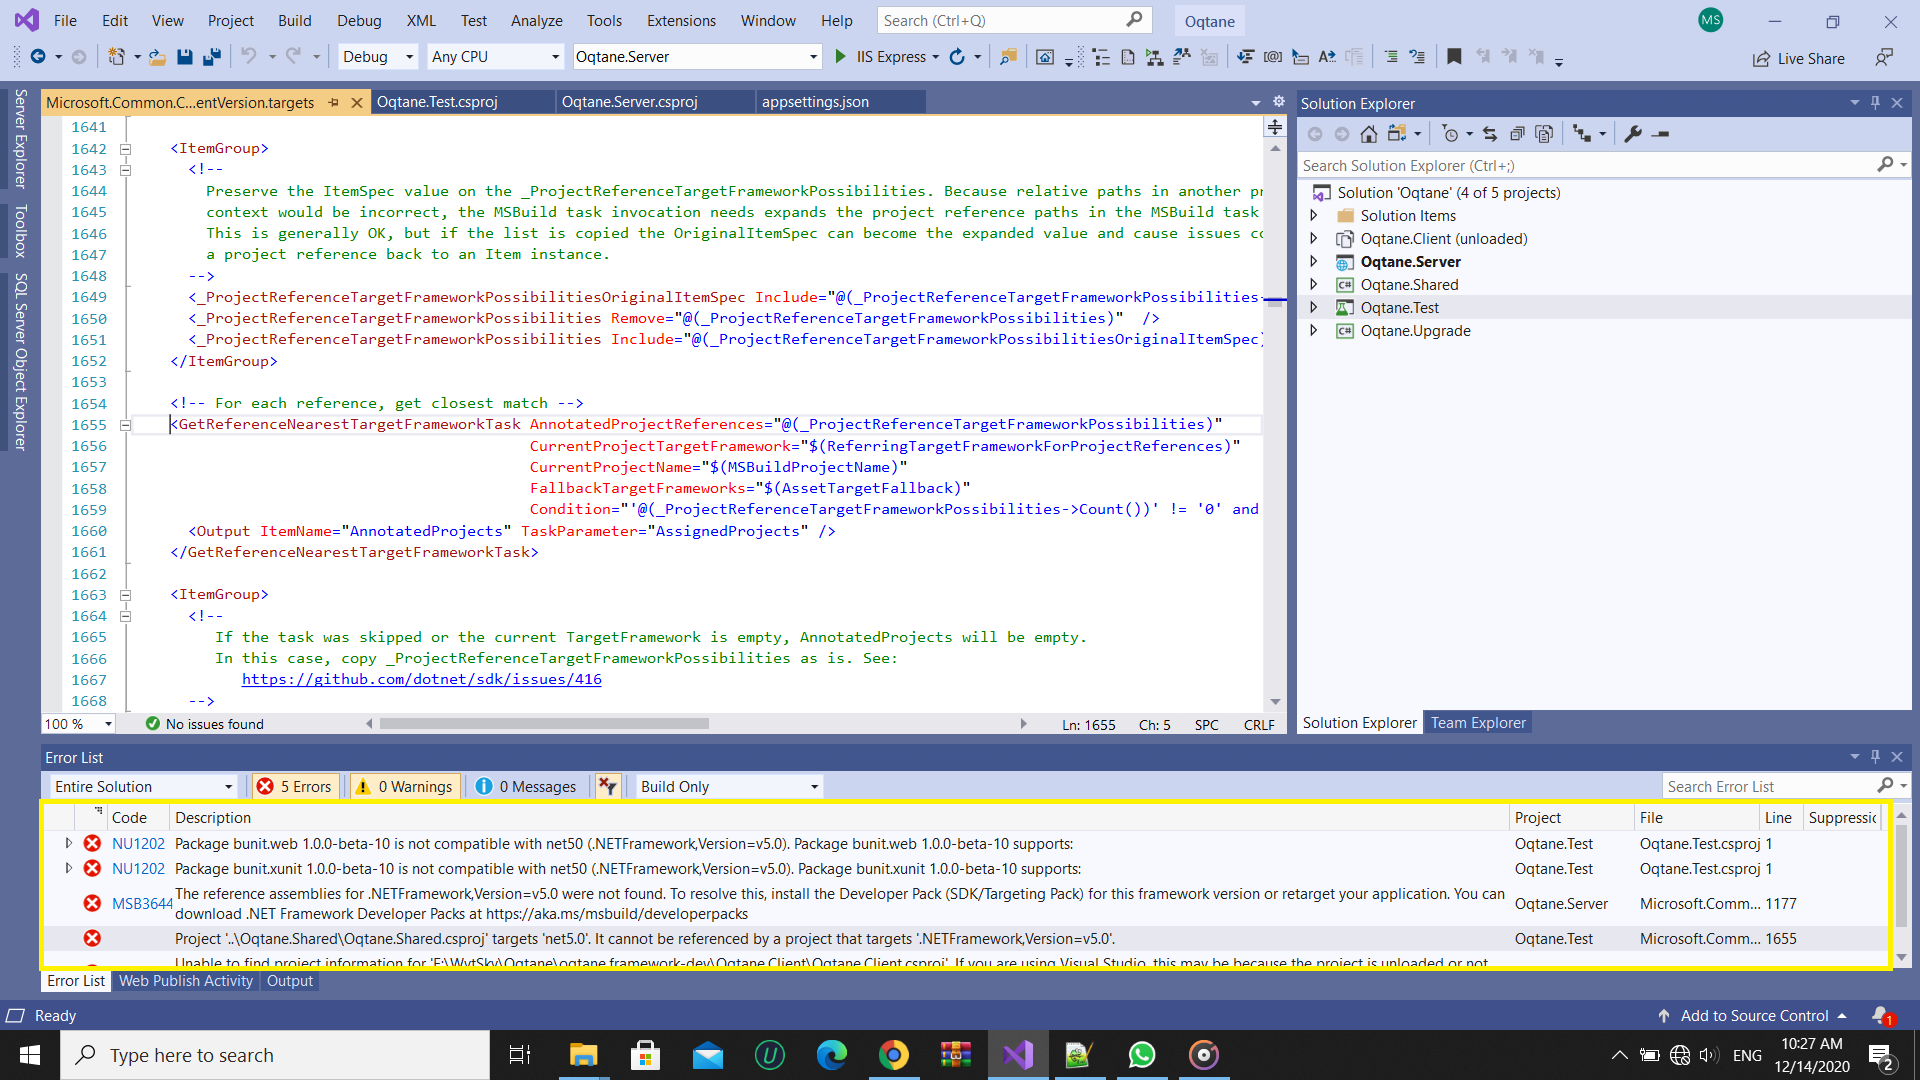 File Edit View Project Build Debug XML Test Analyze Tools Extensions Window Help Search (Ctrl+Q) Oqtane MS
Debug Any CPU Oqtane.Server IIS Express Live Share
Server Explorer
Toolbox
SQL Server Object Explorer
Microsoft.Common.C...entVersion.targets Oqtane.Test.csproj Oqtane.Server.csproj appsettings.json
1641
1642 <ItemGroup>
1643 <!--
1644 Preserve the ItemSpec value on the _ProjectReferenceTargetFrameworkPossibilities. Because relative paths in another pr
1645 context would be incorrect, the MSBuild task invocation needs expands the project reference paths in the MSBuild task
1646 This is generally OK, but if the list is copied the OriginalItemSpec can become the expanded value and cause issues co
1647 a project reference back to an Item instance.
1648 -->
1649 <_ProjectReferenceTargetFrameworkPossibilitiesOriginalItemSpec Include="@(_ProjectReferenceTargetFrameworkPossibilities-
1650 <_ProjectReferenceTargetFrameworkPossibilities Remove="@(_ProjectReferenceTargetFrameworkPossibilities)" />
1651 <_ProjectReferenceTargetFrameworkPossibilities Include="@(_ProjectReferenceTargetFrameworkPossibilitiesOriginalItemSpec)
1652 </ItemGroup>
1653
1654 <!-- For each reference, get closest match -->
1655 <GetReferenceNearestTargetFrameworkTask AnnotatedProjectReferences="@(_ProjectReferenceTargetFrameworkPossibilities)"
1656 CurrentProjectTargetFramework="$(ReferringTargetFrameworkForProjectReferences)"
1657 CurrentProjectName="$(MSBuildProjectName)"
1658 FallbackTargetFrameworks="$(AssetTargetFallback)"
1659 Condition="'@(_ProjectReferenceTargetFrameworkPossibilities->Count())' != '0' and
1660 <Output ItemName="AnnotatedProjects" TaskParameter="AssignedProjects" />
1661 </GetReferenceNearestTargetFrameworkTask>
1662
1663 <ItemGroup>
1664 <!--
1665 If the task was skipped or the current TargetFramework is empty, AnnotatedProjects will be empty.
1666 In this case, copy _ProjectReferenceTargetFrameworkPossibilities as is. See:
1667 https://github.com/dotnet/sdk/issues/416
1668 -->
100 % No issues found Ln: 1655 Ch: 5 SPC CRLF
Solution Explorer
Search Solution Explorer (Ctrl+;)
Solution 'Oqtane' (4 of 5 projects)
Solution Items
Oqtane.Client (unloaded)
Oqtane.Server
C# Oqtane.Shared
Oqtane.Test
C# Oqtane.Upgrade
Solution Explorer Team Explorer
Error List
Entire Solution 5 Errors 0 Warnings 0 Messages Build Only Search Error List
Code Description Project File Line Suppressic
NU1202 Package bunit.web 1.0.0-beta-10 is not compatible with net50 (.NETFramework,Version=v5.0). Package bunit.web 1.0.0-beta-10 supports: Oqtane.Test Oqtane.Test.csproj 1
NU1202 Package bunit.xunit 1.0.0-beta-10 is not compatible with net50 (.NETFramework,Version=v5.0). Package bunit.xunit 1.0.0-beta-10 supports: Oqtane.Test Oqtane.Test.csproj 1
MSB3644 The reference assemblies for .NETFramework,Version=v5.0 were not found. To resolve this, install the Developer Pack (SDK/Targeting Pack) for this framework version or retarget your application. You can
download .NET Framework Developer Packs at https://aka.ms/msbuild/developerpacks Oqtane.Server Microsoft.Comm... 1177
Project '..\Oqtane.Shared\Oqtane.Shared.csproj' targets 'net5.0'. It cannot be referenced by a project that targets '.NETFramework,Version=v5.0'. Oqtane.Test Microsoft.Comm... 1655
Unable to find project information for 'F:\WytSky\Oqtane\oqtane.framework-dev\Oqtane.Client\Oqtane.Client.csproj'. If you are using Visual Studio, this may be because the project is unloaded or not
Error List Web Publish Activity Output
Ready Add to Source Control 1
Type here to search ENG 10:27 AM
12/14/2020 2